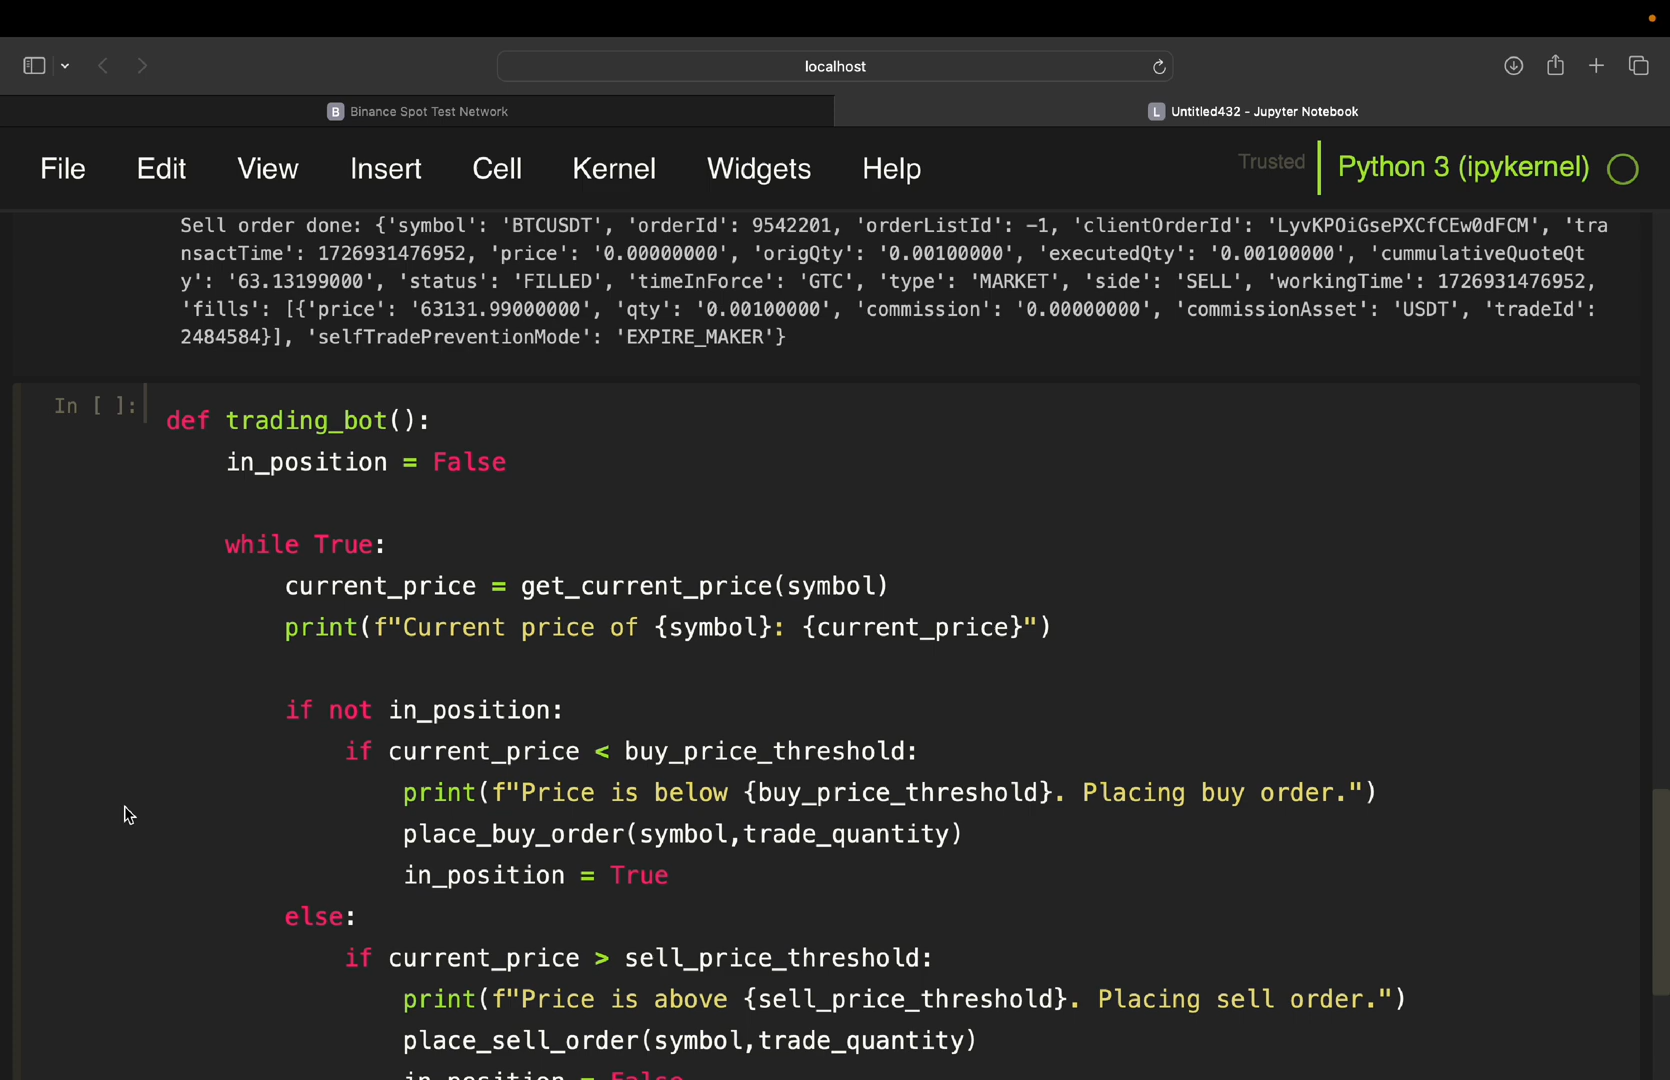 localhost
B Binance Spot Test Network
L Untitled432 - Jupyter Notebook
File Edit View Insert Cell Kernel Widgets Help Trusted Python 3 (ipykernel)
Sell order done: {'symbol': 'BTCUSDT', 'orderId': 9542201, 'orderListId': -1, 'clientOrderId': 'LyvKPOiGsePXCfCEw0dFCM', 'tra
nsactTime': 1726931476952, 'price': '0.00000000', 'origQty': '0.00100000', 'executedQty': '0.00100000', 'cummulativeQuoteQt
y': '63.13199000', 'status': 'FILLED', 'timeInForce': 'GTC', 'type': 'MARKET', 'side': 'SELL', 'workingTime': 1726931476952,
'fills': [{'price': '63131.99000000', 'qty': '0.00100000', 'commission': '0.00000000', 'commissionAsset': 'USDT', 'tradeId':
2484584}], 'selfTradePreventionMode': 'EXPIRE_MAKER'}
In [ ]:
def trading_bot():
in_position = False
while True:
current_price = get_current_price(symbol)
print(f"Current price of {symbol}: {current_price}")
if not in_position:
if current_price < buy_price_threshold:
print(f"Price is below {buy_price_threshold}. Placing buy order.")
place_buy_order(symbol,trade_quantity)
in_position = True
else:
if current_price > sell_price_threshold:
print(f"Price is above {sell_price_threshold}. Placing sell order.")
place_sell_order(symbol,trade_quantity)
in_position = False